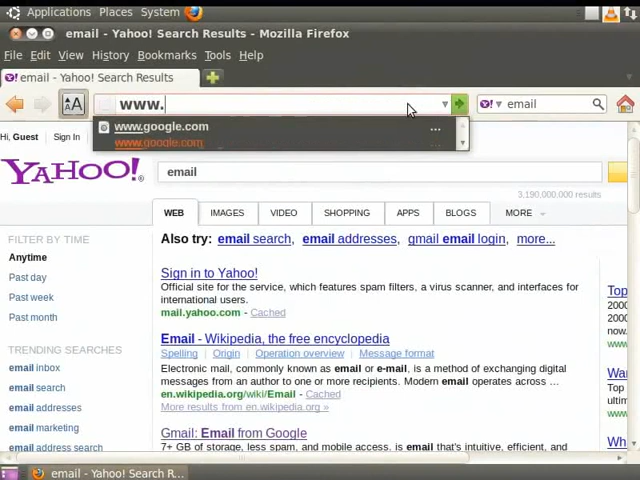 Applications Places System
email - Yahoo! Search Results - Mozilla Firefox
File Edit View History Bookmarks Tools Help
Y! email - Yahoo! Search Results
AA www. Y! email
www.google.com ...
www.google.com ...
Hi, Guest Sign In
YAHOO!® email
3,190,000,000 results
WEB IMAGES VIDEO SHOPPING APPS BLOGS MORE
FILTER BY TIME
Anytime
Past day
Past week
Past month
TRENDING SEARCHES
email inbox
email search
email addresses
email marketing
email address search
Also try: email search, email addresses, gmail email login, more...
Sign in to Yahoo!
Official site for the service, which features spam filters, a virus scanner, and interfaces for
international users.
mail.yahoo.com - Cached
Email - Wikipedia, the free encyclopedia
Spelling | Origin | Operation overview | Message format
Electronic mail, commonly known as email or e-mail, is a method of exchanging digital
messages from an author to one or more recipients. Modern email operates across ...
en.wikipedia.org/wiki/Email - Cached
More results from en.wikipedia.org »
Gmail: Email from Google
7+ GB of storage, less spam, and mobile access. is email that's intuitive, efficient, and
Top
2000
2000
now.
www
War
ultim
www
Wh
email - Yahoo! Search R...